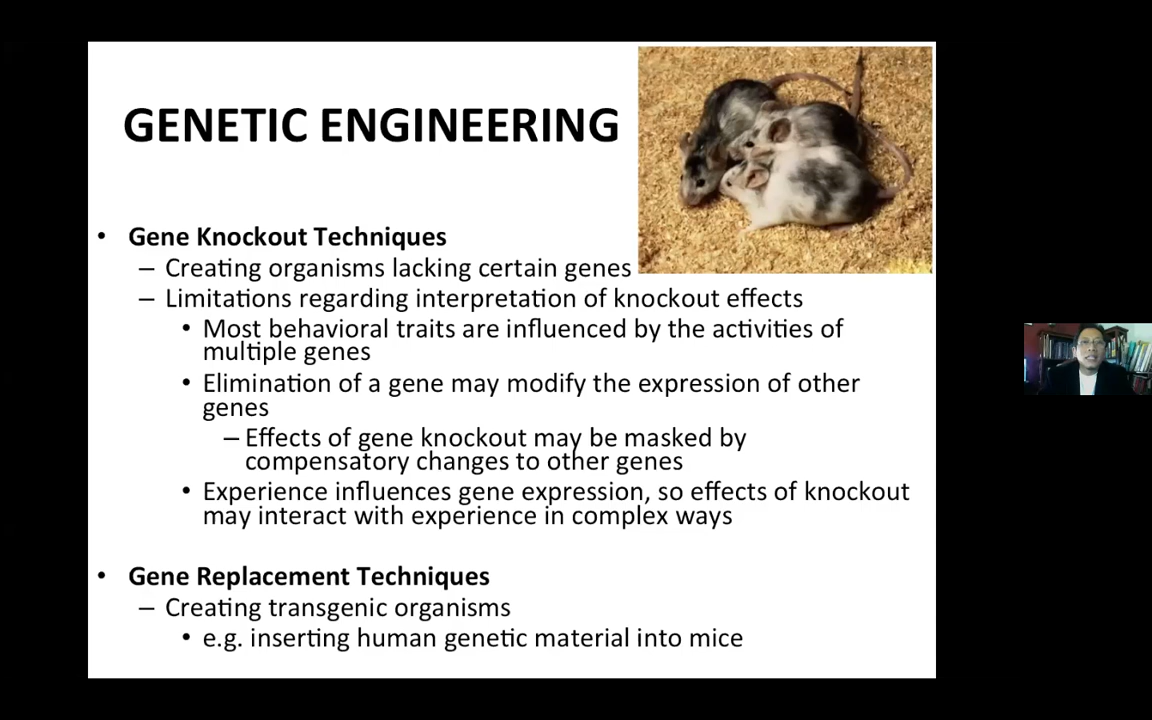 GENETIC ENGINEERING
• Gene Knockout Techniques
– Creating organisms lacking certain genes
– Limitations regarding interpretation of knockout effects
• Most behavioral traits are influenced by the activities of
multiple genes
• Elimination of a gene may modify the expression of other
genes
– Effects of gene knockout may be masked by
compensatory changes to other genes
• Experience influences gene expression, so effects of knockout
may interact with experience in complex ways
• Gene Replacement Techniques
– Creating transgenic organisms
• e.g. inserting human genetic material into mice